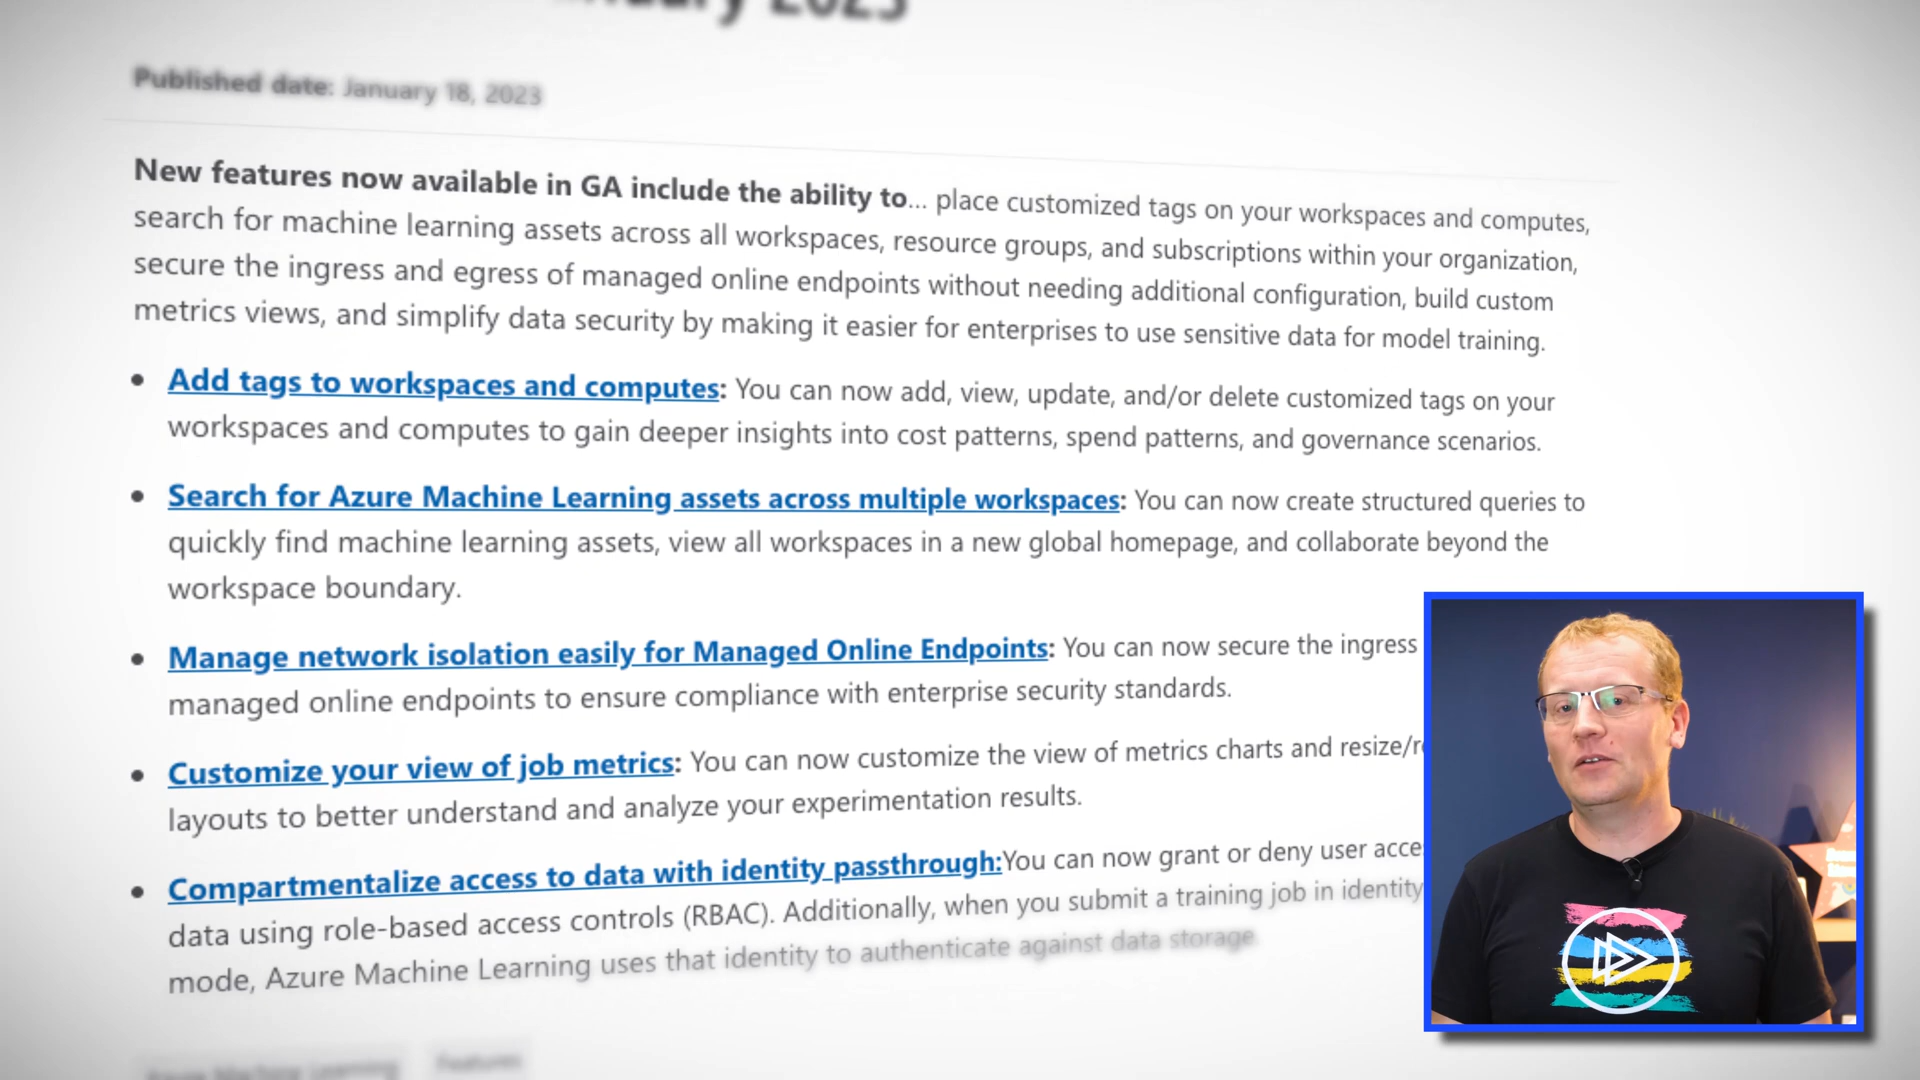 January 2023
Published date: January 18, 2023
New features now available in GA include the ability to... place customized tags on your workspaces and computes,
search for machine learning assets across all workspaces, resource groups, and subscriptions within your organization,
secure the ingress and egress of managed online endpoints without needing additional configuration, build custom
metrics views, and simplify data security by making it easier for enterprises to use sensitive data for model training.
• Add tags to workspaces and computes: You can now add, view, update, and/or delete customized tags on your
workspaces and computes to gain deeper insights into cost patterns, spend patterns, and governance scenarios.
• Search for Azure Machine Learning assets across multiple workspaces: You can now create structured queries to
quickly find machine learning assets, view all workspaces in a new global homepage, and collaborate beyond the
workspace boundary.
• Manage network isolation easily for Managed Online Endpoints: You can now secure the ingress
managed online endpoints to ensure compliance with enterprise security standards.
• Customize your view of job metrics: You can now customize the view of metrics charts and resize/r
layouts to better understand and analyze your experimentation results.
• Compartmentalize access to data with identity passthrough:You can now grant or deny user acce
data using role-based access controls (RBAC). Additionally, when you submit a training job in identity
mode, Azure Machine Learning uses that identity to authenticate against data storage
Azure Machine Learning
Features